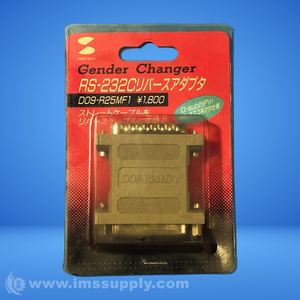 Gender Changer
RS-232Cリバースアダプタ
D09-R25MF1 ¥1,800
D-sub25Pin
ストレートケーブルを
D09-R25MF1
© www.imssupply.com